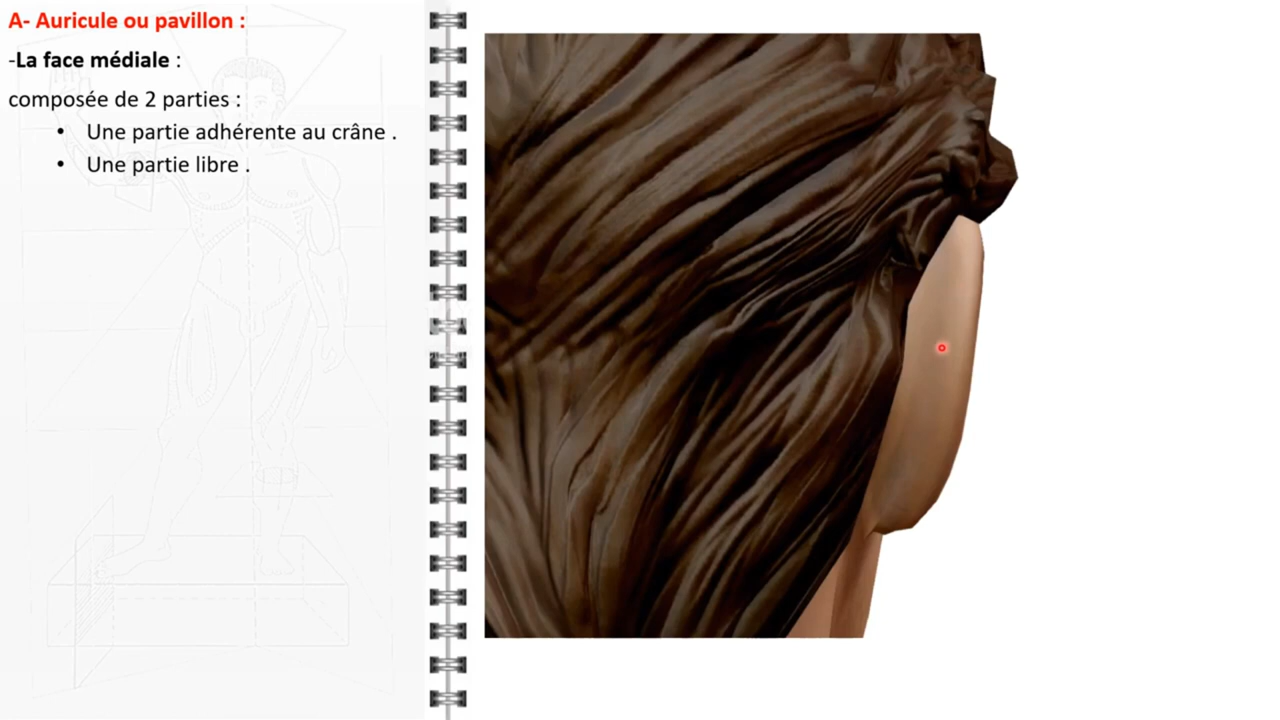 A- Auricule ou pavillon :
-La face médiale :
composée de 2 parties :
• Une partie adhérente au crâne .
• Une partie libre .